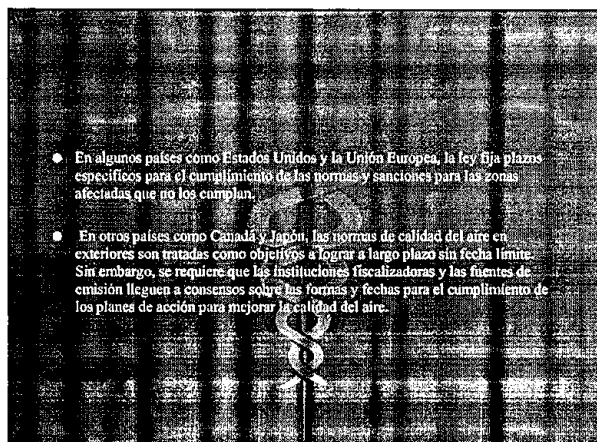 ● En algunos países como Estados Unidos y la Unión Europea, la ley fija plazos
específicos para el cumplimiento de las normas y sanciones para las zonas
afectadas que no los cumplan.
● En otros países como Canadá y Japón, las normas de calidad del aire en
exteriores son tratadas como objetivos a lograr a largo plazo sin fecha límite.
Sin embargo, se requiere que las instituciones fiscalizadoras y las fuentes de
emisión lleguen a consensos sobre las formas y fechas para el cumplimiento de
los planes de acción para mejorar la calidad del aire.